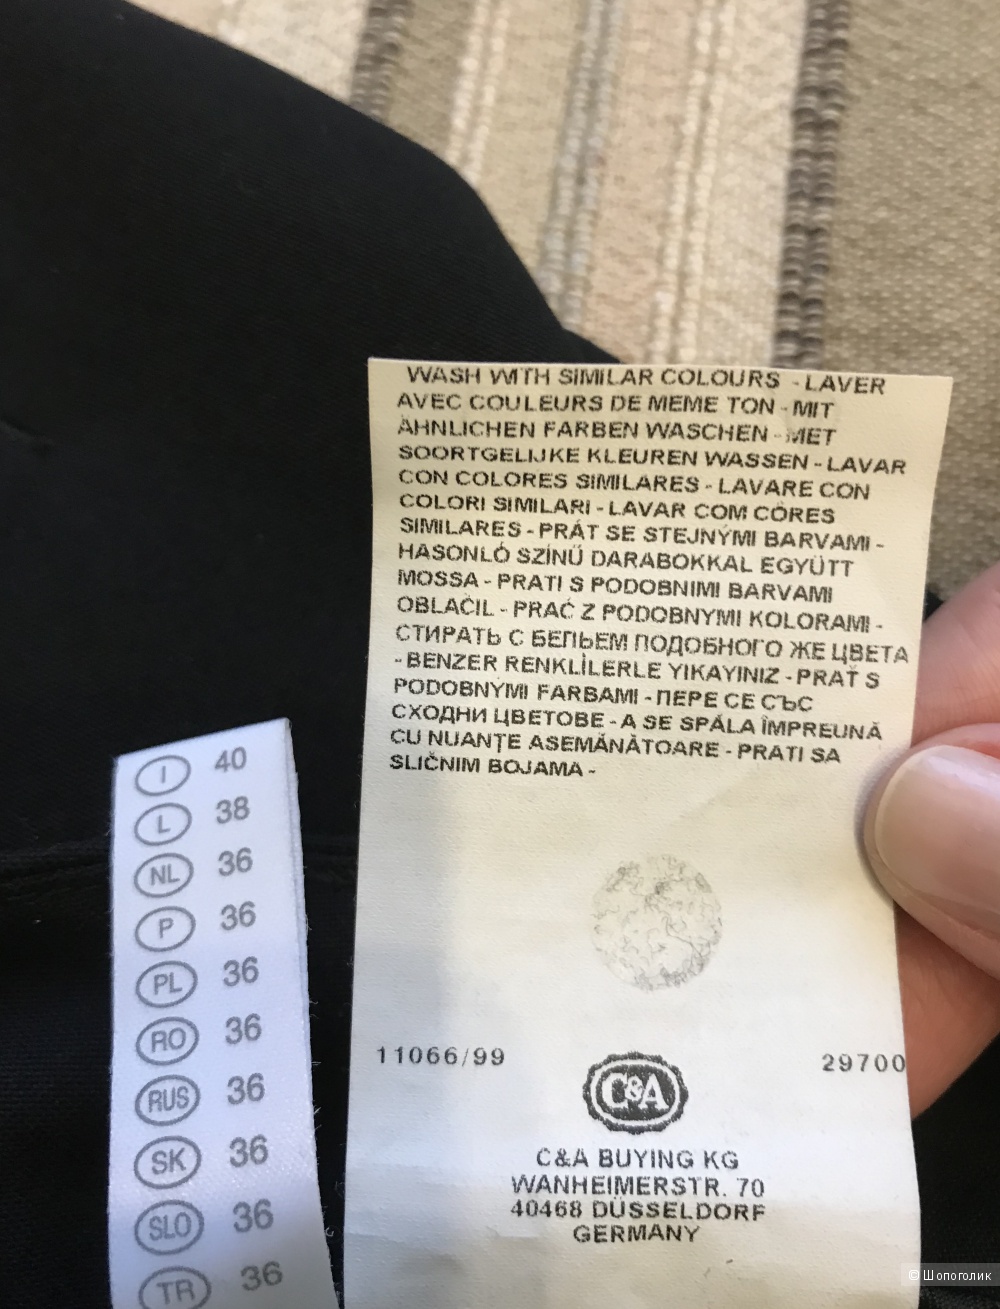 WASH WITH SIMILAR COLOURS - LAVER
AVEC COULEURS DE MEME TON - MIT
ÄHNLICHEN FARBEN WASCHEN - MET
SOORTGELIJKE KLEUREN WASSEN - LAVAR
CON COLORES SIMILARES - LAVARE CON
COLORI SIMILARI - LAVAR COM CÔRES
SIMILARES - PRÁT SE STEJNÝMI BARVAMI -
HASONLÓ SZÍNŰ DARABOKKAL EGYÜTT
MOSSA - PRATI S PODOBNIMI BARVAMI
OBLAČIL - PRAĆ Z PODOBNYMI KOLORAMI -
СТИРАТЬ С БЕЛЬЕМ ПОДОБНОГО ЖЕ ЦВЕТА
- BENZER RENKLİLERLE YIKAYINIZ - PRAŤ S
PODOBNÝMI FARBAMI - ПЕРЕ СЕ СЪС
СХОДНИ ЦВЕТОВЕ - A SE SPĂLA ÎMPREUNĂ
CU NUANŢE ASEMĂNĂTOARE - PRATI SA
SLIČNIM BOJAMA -
I 40
L 38
NL 36
P 36
PL 36
RO 36
RUS 36
SK 36
SLO 36
TR 36
11066/99 29700
C&A
C&A BUYING KG
WANHEIMERSTR. 70
40468 DÜSSELDORF
GERMANY
© Шопоголик